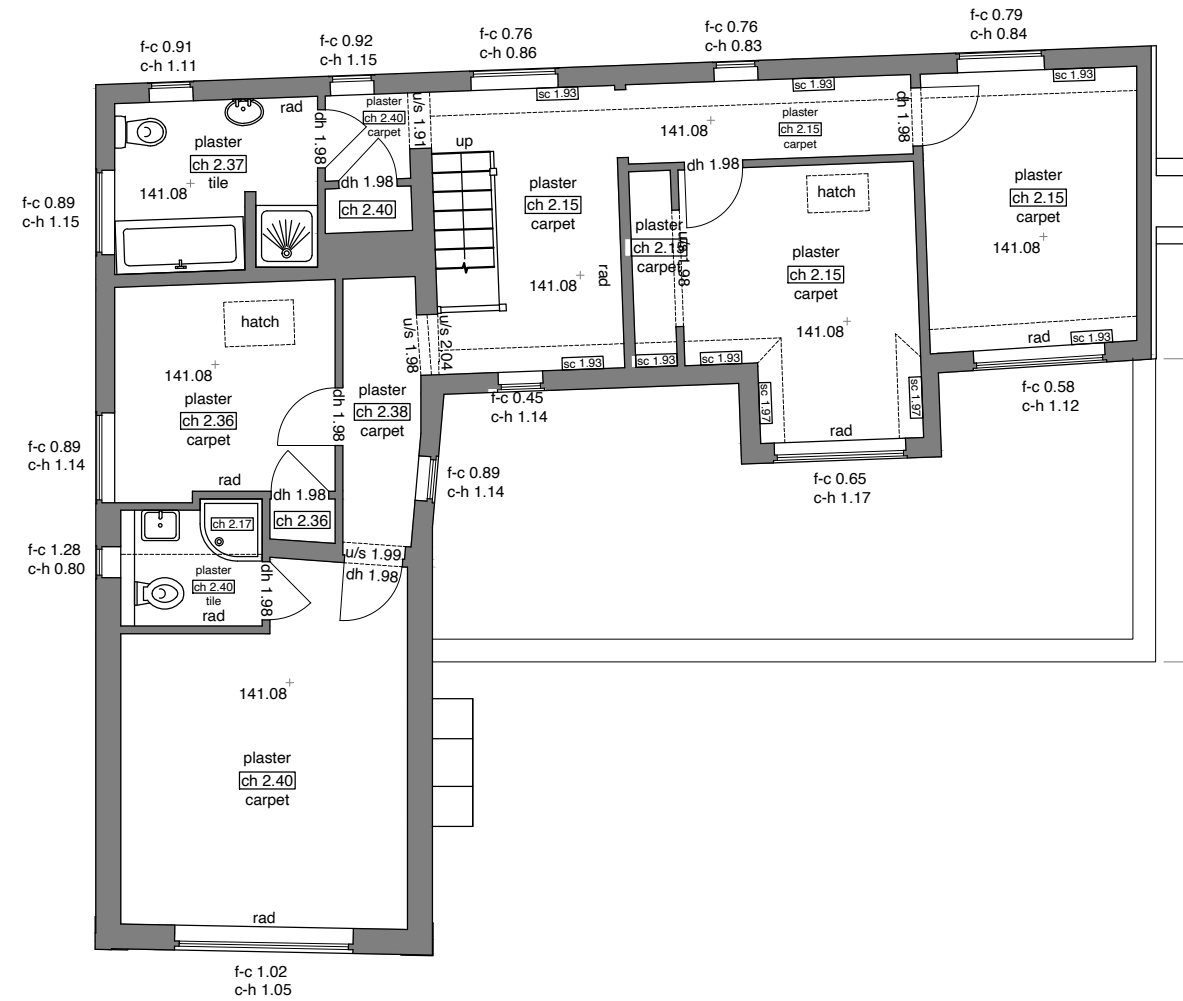 f-c 0.91
c-h 1.11
f-c 0.92
c-h 1.15
f-c 0.76
c-h 0.86
f-c 0.76
c-h 0.83
f-c 0.79
c-h 0.84
sc 1.93
sc 1.93
sc 1.93
rad
plaster
ch 2.40
carpet
u/s 1.91
dh 1.98
plaster
ch 2.37
tile
141.08
up
141.08
plaster
ch 2.15
carpet
dh 1.98
dh 1.98
dh 1.98
ch 2.40
f-c 0.89
c-h 1.15
plaster
ch 2.15
carpet
141.08
rad
plaster
carpet
u/s 1.98
hatch
plaster
ch 2.15
carpet
141.08
plaster
ch 2.15
carpet
141.08
hatch
141.08
plaster
ch 2.36
carpet
rad
dh 1.98
u/s 1.98
u/s 2.04
plaster
ch 2.38
carpet
sc 1.93
sc 1.93
sc 1.93
sc 1.97
sc 1.97
rad
rad
sc 1.93
f-c 0.45
c-h 1.14
f-c 0.58
c-h 1.12
f-c 0.89
c-h 1.14
f-c 0.89
c-h 1.14
f-c 0.65
c-h 1.17
dh 1.98
ch 2.36
ch 2.17
f-c 1.28
c-h 0.80
plaster
ch 2.40
tile
rad
dh 1.98
u/s 1.99
dh 1.98
141.08
plaster
ch 2.40
carpet
rad
f-c 1.02
c-h 1.05